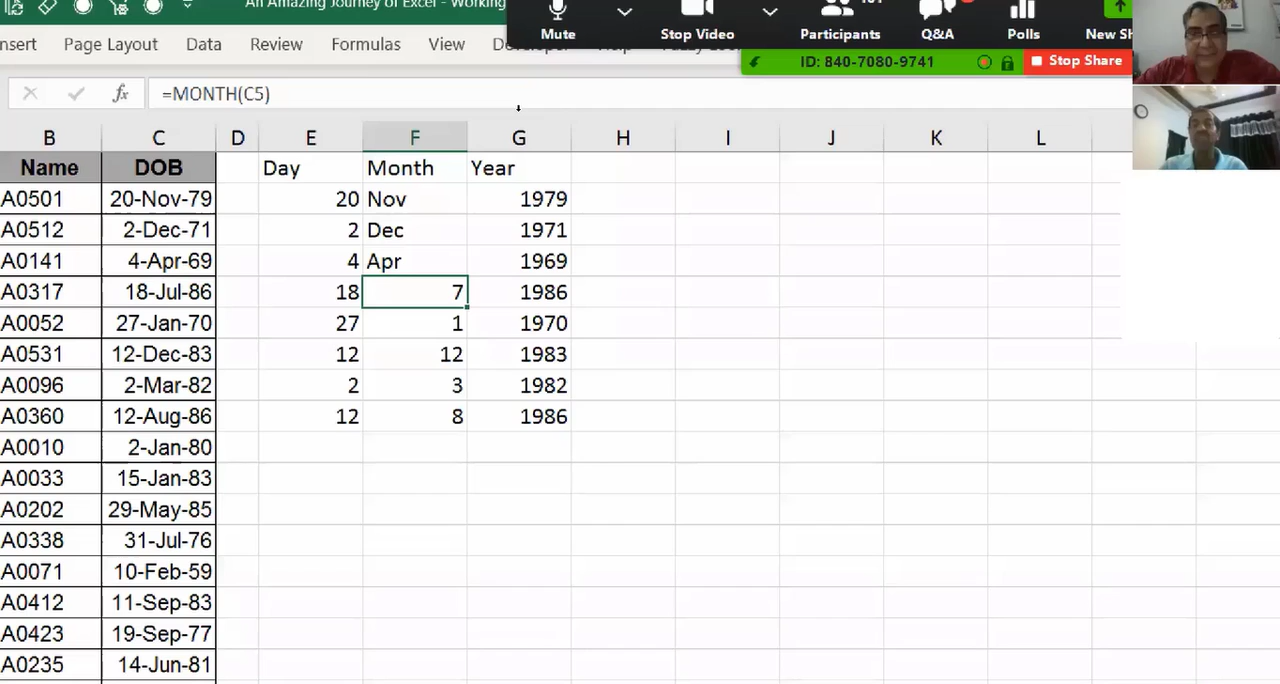 An Amazing Journey of Excel - Working
Mute Stop Video Participants Q&A Polls New Sh
nsert Page Layout Data Review Formulas View
ID: 840-7080-9741 Stop Share
fx =MONTH(C5)
B C D E F G H I J K L
Name DOB Day Month Year
A0501 20-Nov-79 20 Nov 1979
A0512 2-Dec-71 2 Dec 1971
A0141 4-Apr-69 4 Apr 1969
A0317 18-Jul-86 18 7 1986
A0052 27-Jan-70 27 1 1970
A0531 12-Dec-83 12 12 1983
A0096 2-Mar-82 2 3 1982
A0360 12-Aug-86 12 8 1986
A0010 2-Jan-80
A0033 15-Jan-83
A0202 29-May-85
A0338 31-Jul-76
A0071 10-Feb-59
A0412 11-Sep-83
A0423 19-Sep-77
A0235 14-Jun-81